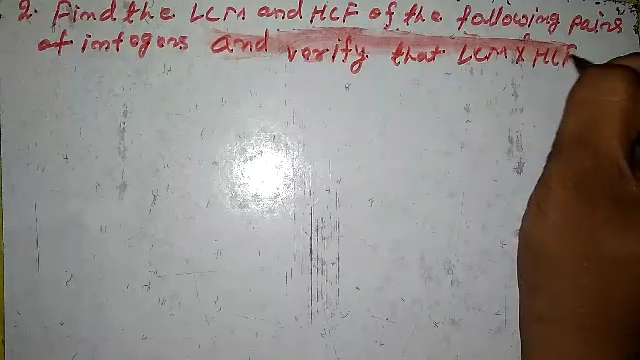 2. Find the LCM and HCF of the following pairs
of integers and verify that LCM X HCF